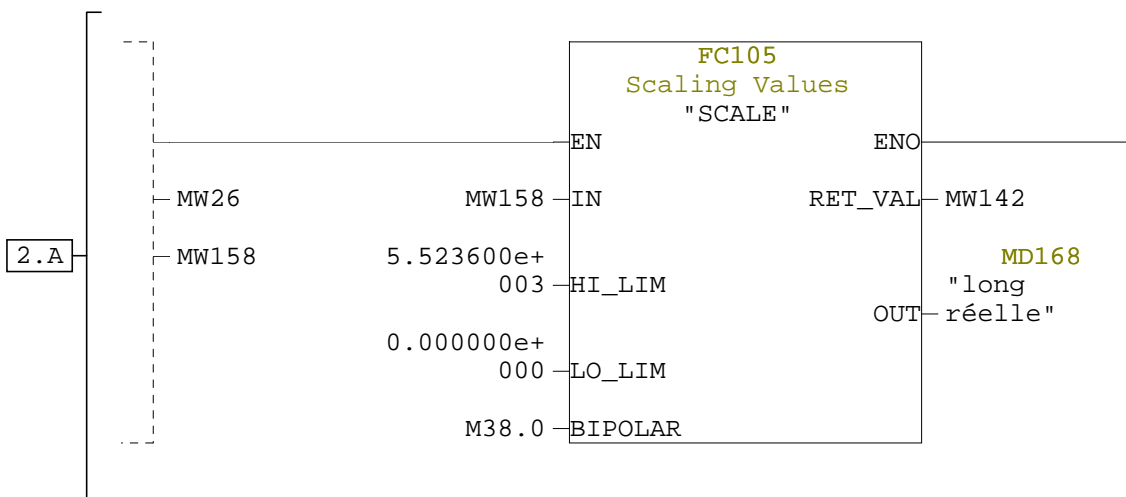 FC105
Scaling Values
"SCALE"
EN
ENO
MW26
MW158
IN
RET_VAL
MW142
2.A
MW158
5.523600e+
003
HI_LIM
MD168
"long
réelle"
OUT
0.000000e+
000
LO_LIM
M38.0
BIPOLAR